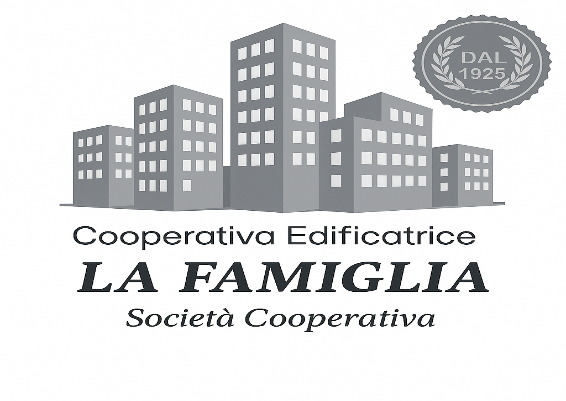 DAL
1925
Cooperativa Edificatrice
LA FAMIGLIA
Società Cooperativa